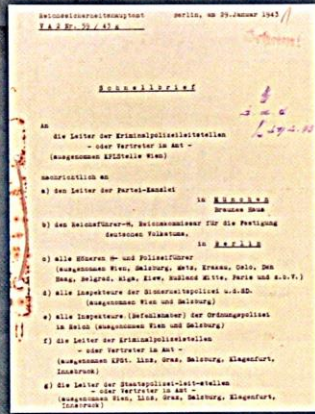 Reichssicherheitshauptamt Berlin, am 29.Januar 1943
V A 2 Nr. 59 / 43 g
Schnellbrief
An
die Leiter der Kriminalpolizeileitstellen
- oder Vertreter im Amt -
(ausgenommen KPLStelle Wien)
nachrichtlich an
a) den Leiter der Partei-Kanzlei
in München
Braunes Haus
b) den Reichsführer-SS, Reichskommissar für die Festigung
deutschen Volkstums,
in Berlin
c) alle Höheren SS- und Polizeiführer
(ausgenommen Wien, Salzburg, Metz, Krakau, Oslo, Den
Haag, Belgrad, Riga, Kiew, Rußland Mitte, Paris und z.b.V.)
d) alle Inspekteure der Sicherheitspolizei u.d.SD.
(ausgenommen Wien und Salzburg)
e) alle Inspekteure (Befehlshaber) der Ordnungspolizei
im Reich (ausgenommen Wien und Salzburg)
f) die Leiter der Kriminalpolizeistellen
- oder Vertreter im Amt -
(ausgenommen KPSt. Linz, Graz, Salzburg, Klagenfurt,
Innsbruck)
g) die Leiter der Staatspolizei-leit-stellen
- oder Vertreter im Amt -
(ausgenommen Wien, Linz, Graz, Salzburg, Klagenfurt,
Innsbruck)